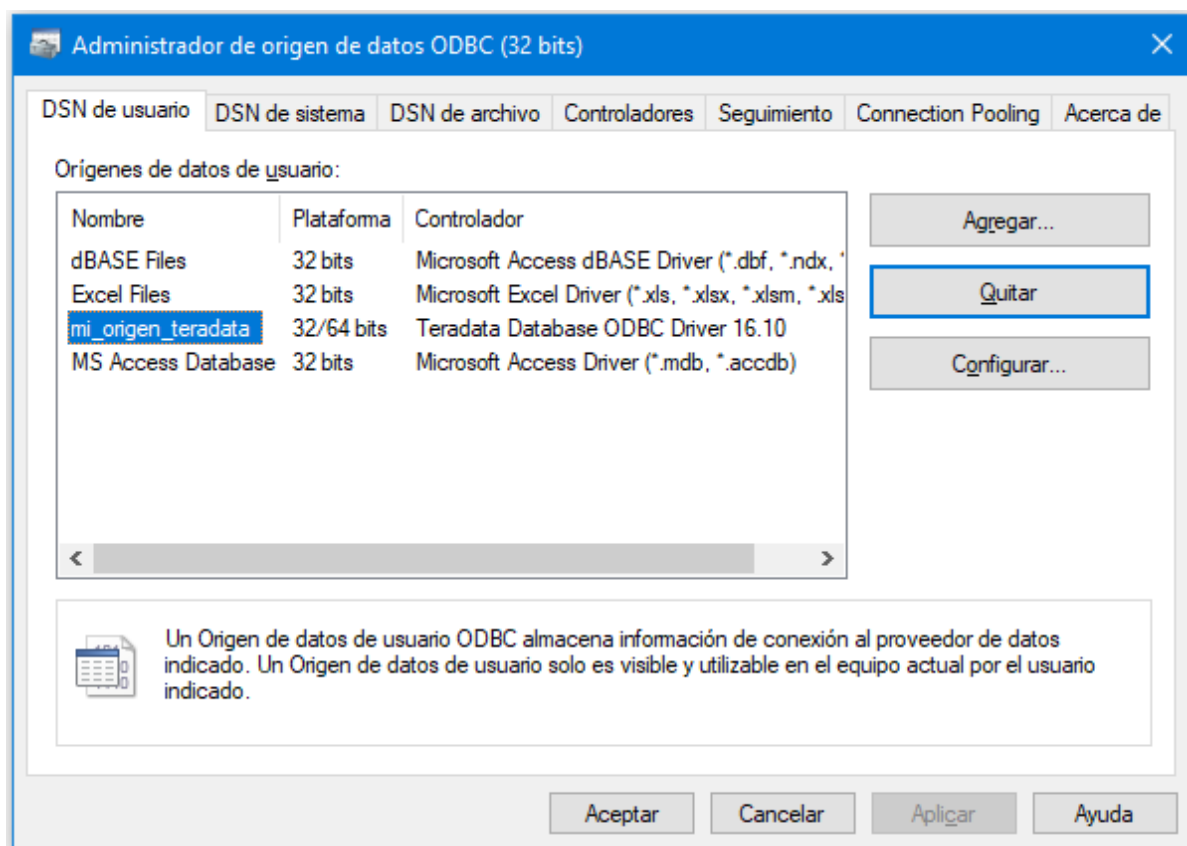 Administrador de origen de datos ODBC (32 bits)
DSN de usuario DSN de sistema DSN de archivo Controladores Seguimiento Connection Pooling Acerca de
Orígenes de datos de usuario:
Nombre Plataforma Controlador
dBASE Files 32 bits Microsoft Access dBASE Driver (*.dbf, *.ndx, *
Excel Files 32 bits Microsoft Excel Driver (*.xls, *.xlsx, *.xlsm, *.xls
mi_origen_teradata 32/64 bits Teradata Database ODBC Driver 16.10
MS Access Database 32 bits Microsoft Access Driver (*.mdb, *.accdb)
Agregar...
Quitar
Configurar...
Un Origen de datos de usuario ODBC almacena información de conexión al proveedor de datos
indicado. Un Origen de datos de usuario solo es visible y utilizable en el equipo actual por el usuario
indicado.
Aceptar Cancelar Aplicar Ayuda